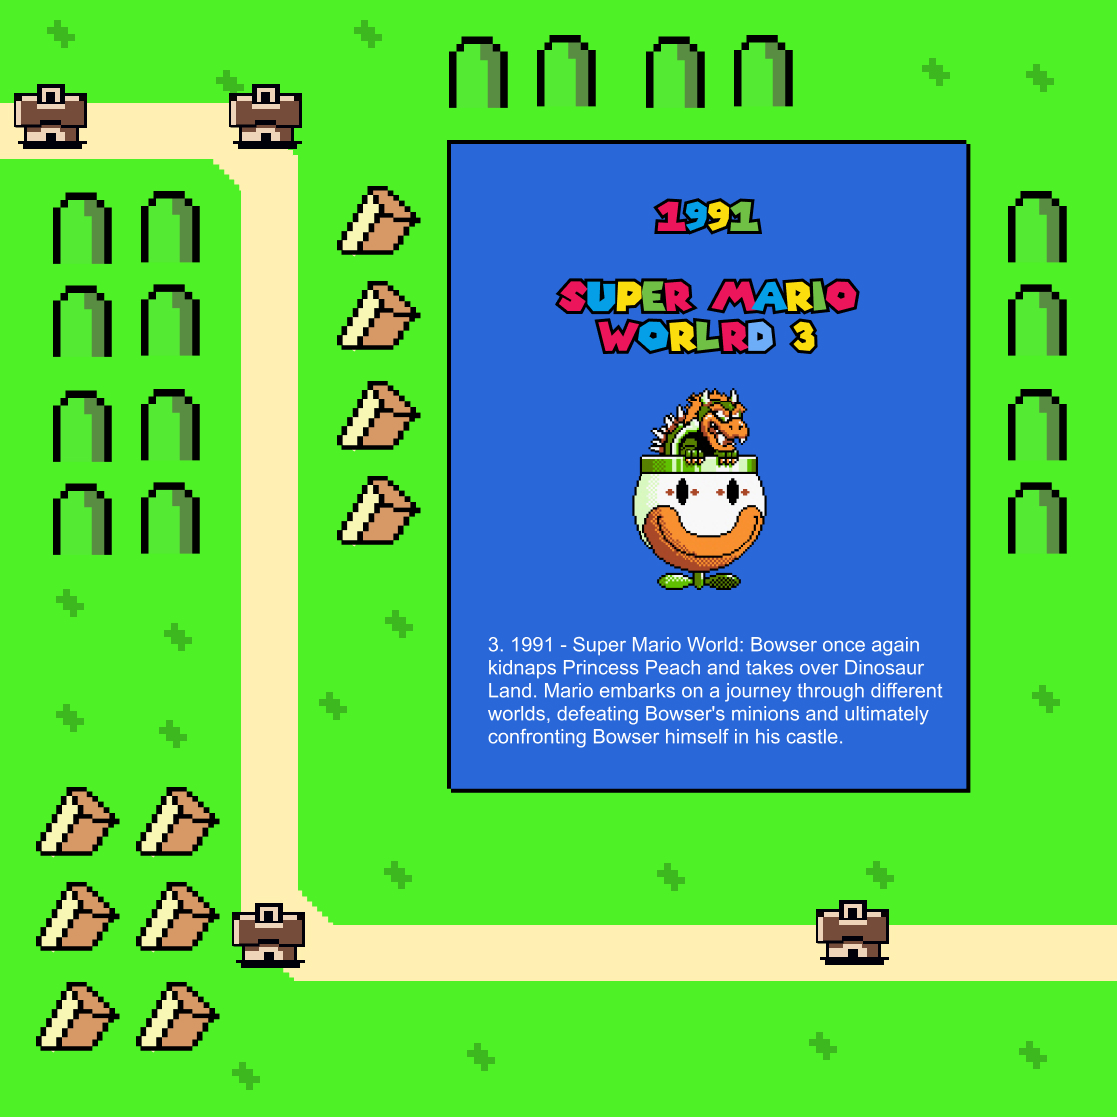 1991
SUPER MARIO
WORLRD 3
3. 1991 - Super Mario World: Bowser once again
kidnaps Princess Peach and takes over Dinosaur
Land. Mario embarks on a journey through different
worlds, defeating Bowser's minions and ultimately
confronting Bowser himself in his castle.